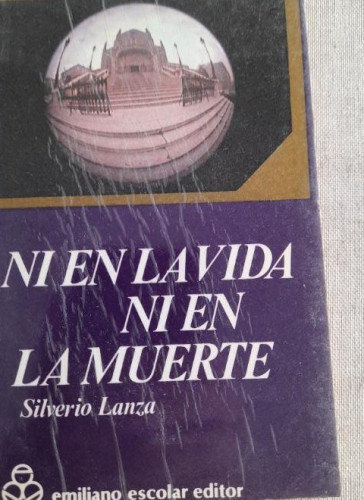 NI EN LA VIDA
NI EN
LA MUERTE
Silverio Lanza
emiliano escolar editor